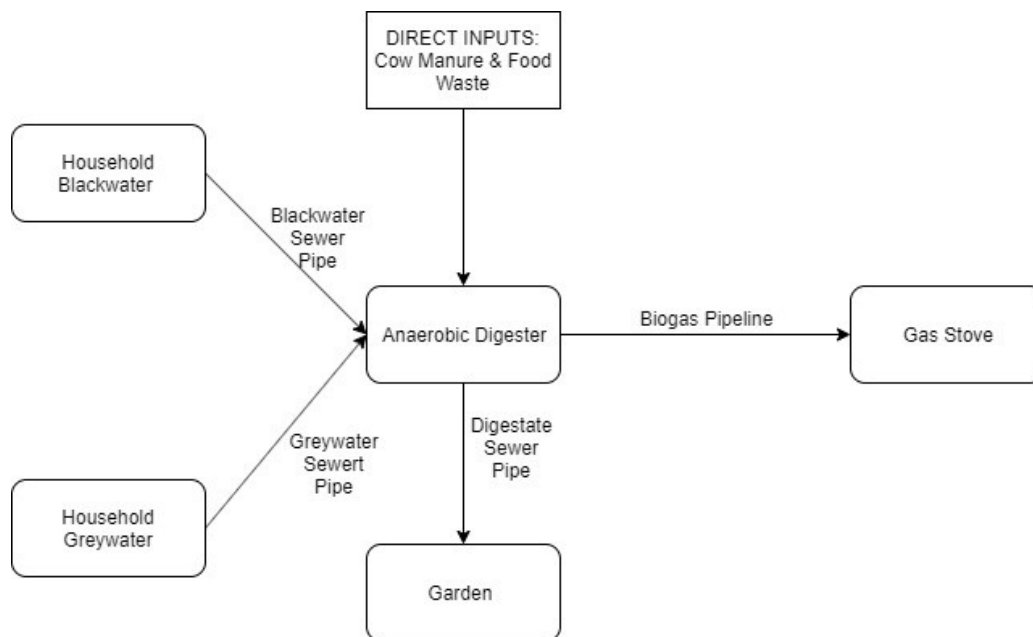 DIRECT INPUTS:
Cow Manure & Food
Waste
Household
Blackwater
Blackwater
Sewer
Pipe
Anaerobic Digester
Biogas Pipeline
Gas Stove
Greywater
Sewert
Pipe
Digestate
Sewer
Pipe
Household
Greywater
Garden